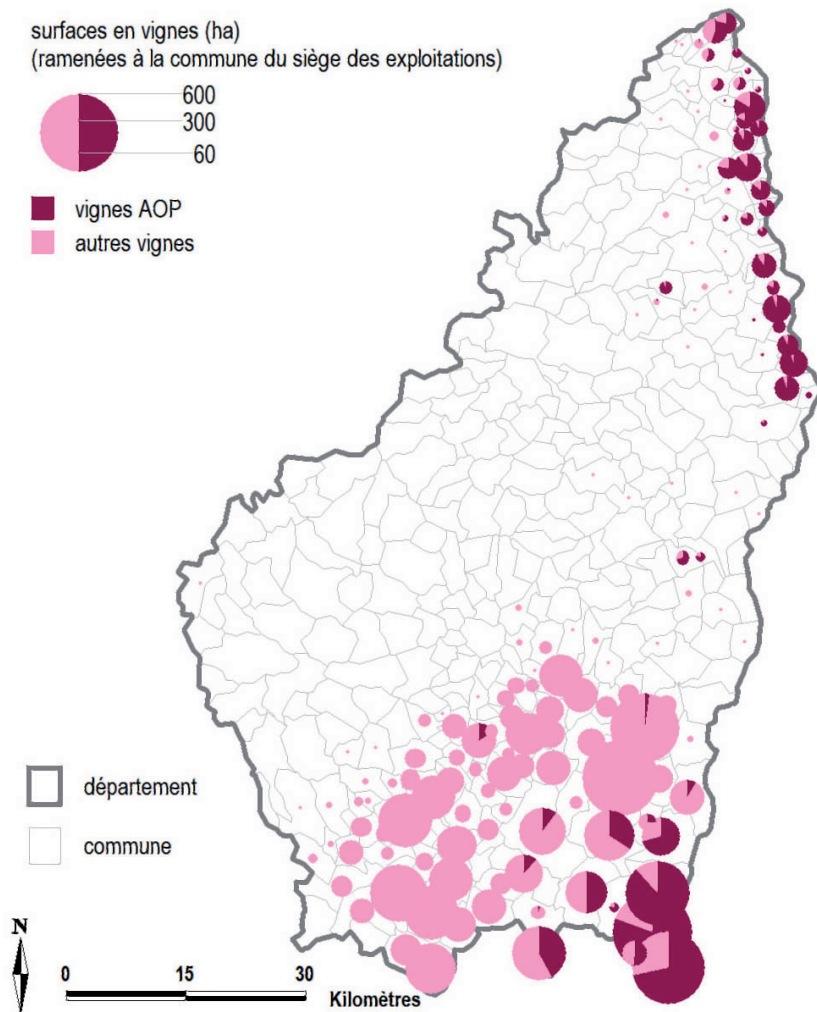 surfaces en vignes (ha)
(ramenées à la commune du siège des exploitations)
600
300
60
vignes AOP
autres vignes
département
commune
N
0 15 30
Kilomètres